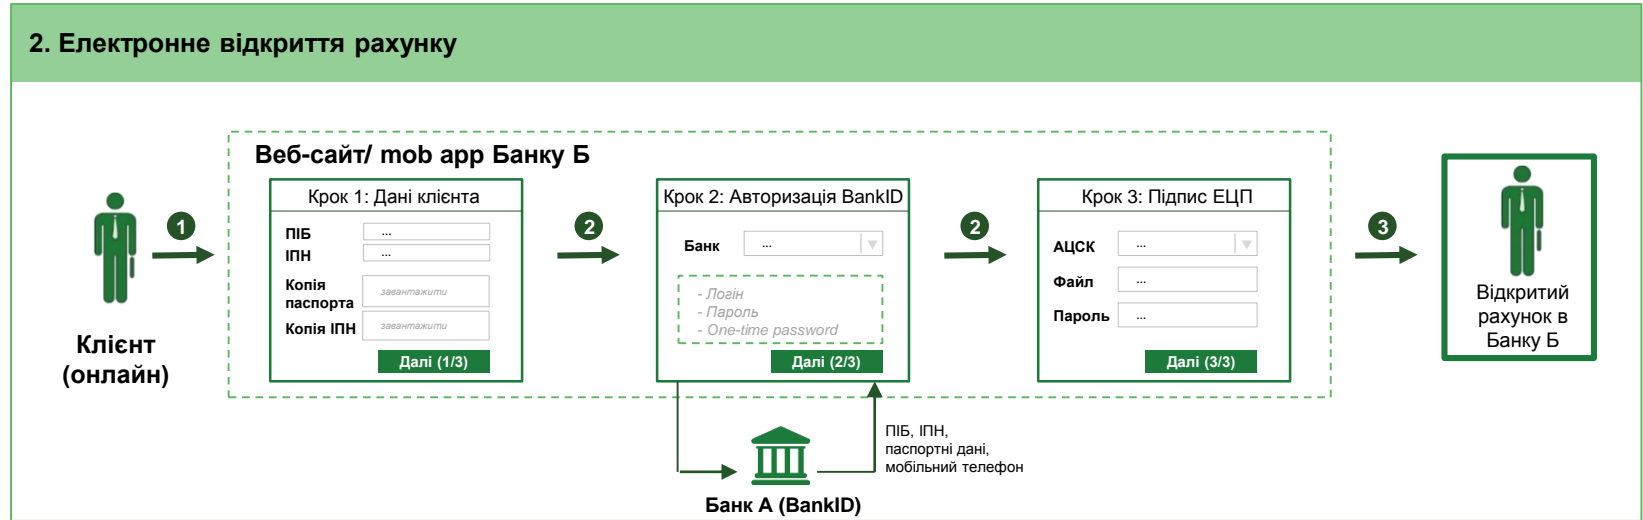 2. Електронне відкриття рахунку
Веб-сайт/ mob app Банку Б
Клієнт
(онлайн)
1
Крок 1: Дані клієнта
ПІБ ...
ІПН ...
Копія
паспорта
завантажити
Копія ІПН завантажити
Далі (1/3)
2
Крок 2: Авторизація BankID
Банк ...
- Логін
- Пароль
- One-time password
Далі (2/3)
Банк А (BankID)
ПІБ, ІПН,
паспортні дані,
мобільний телефон
2
Крок 3: Підпис ЕЦП
АЦСК ...
Файл ...
Пароль ...
Далі (3/3)
3
Відкритий
рахунок в
Банку Б